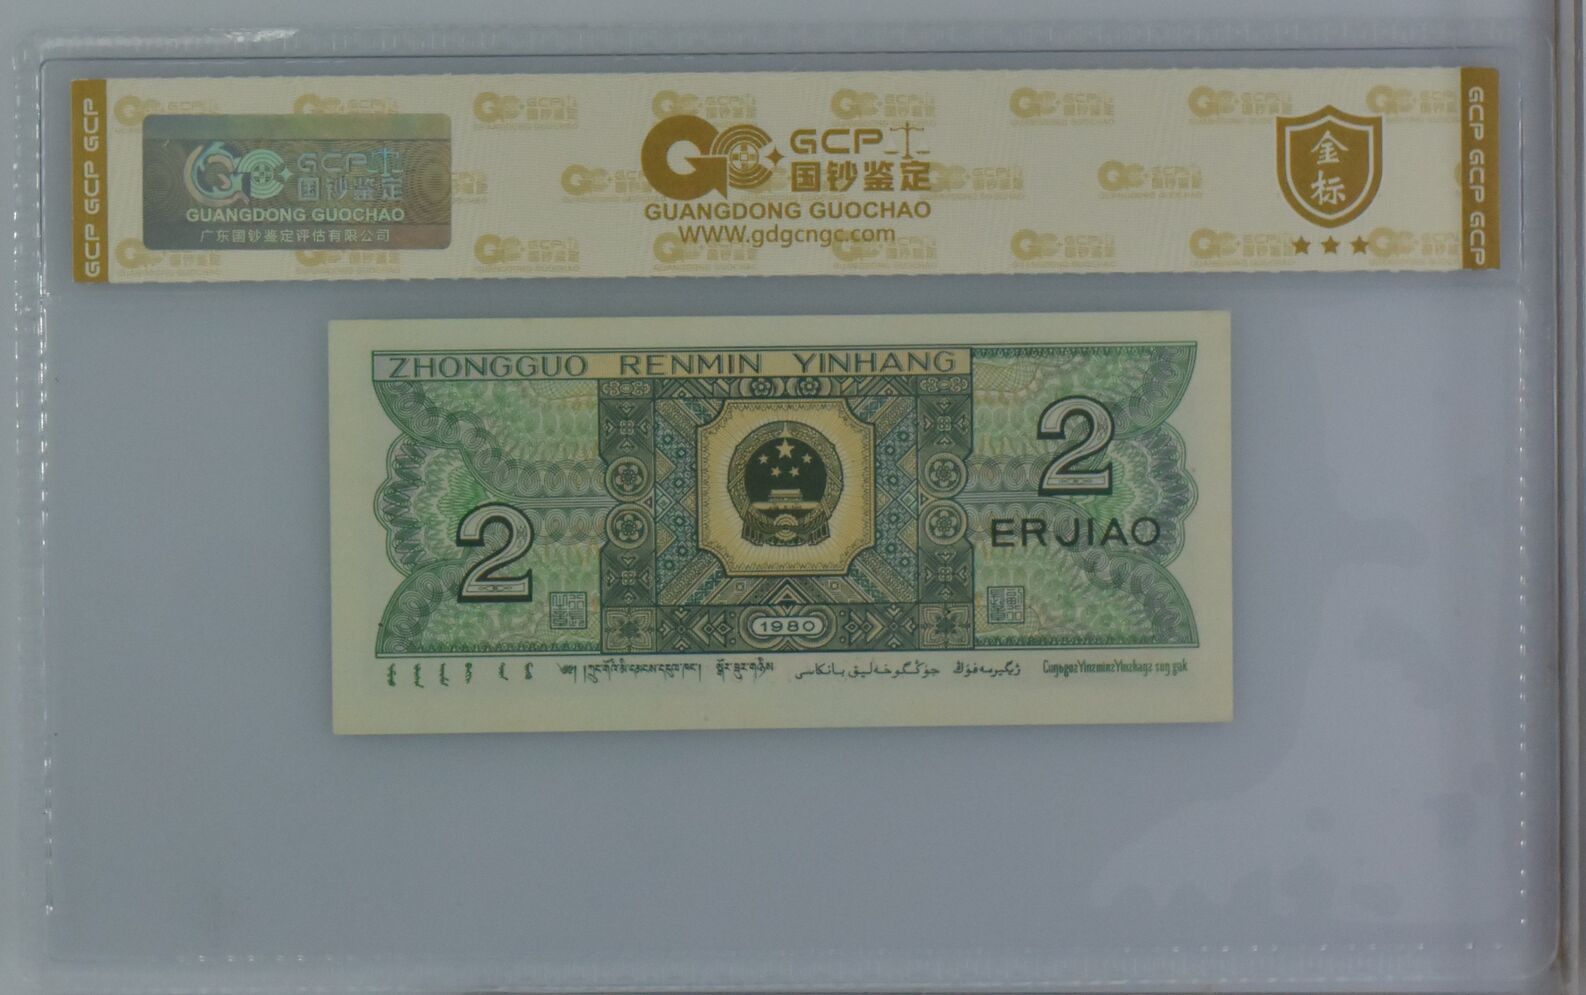 GCP GCP GCP
GCP
国钞鉴定
GUANGDONG GUOCHAO
广东国钞鉴定评估有限公司
GCP
国钞鉴定
GUANGDONG GUOCHAO
WWW.gdgcngc.com
金标
GCP GCP GCP
ZHONGGUO RENMIN YINHANG
2
2
ERJIAO
1980